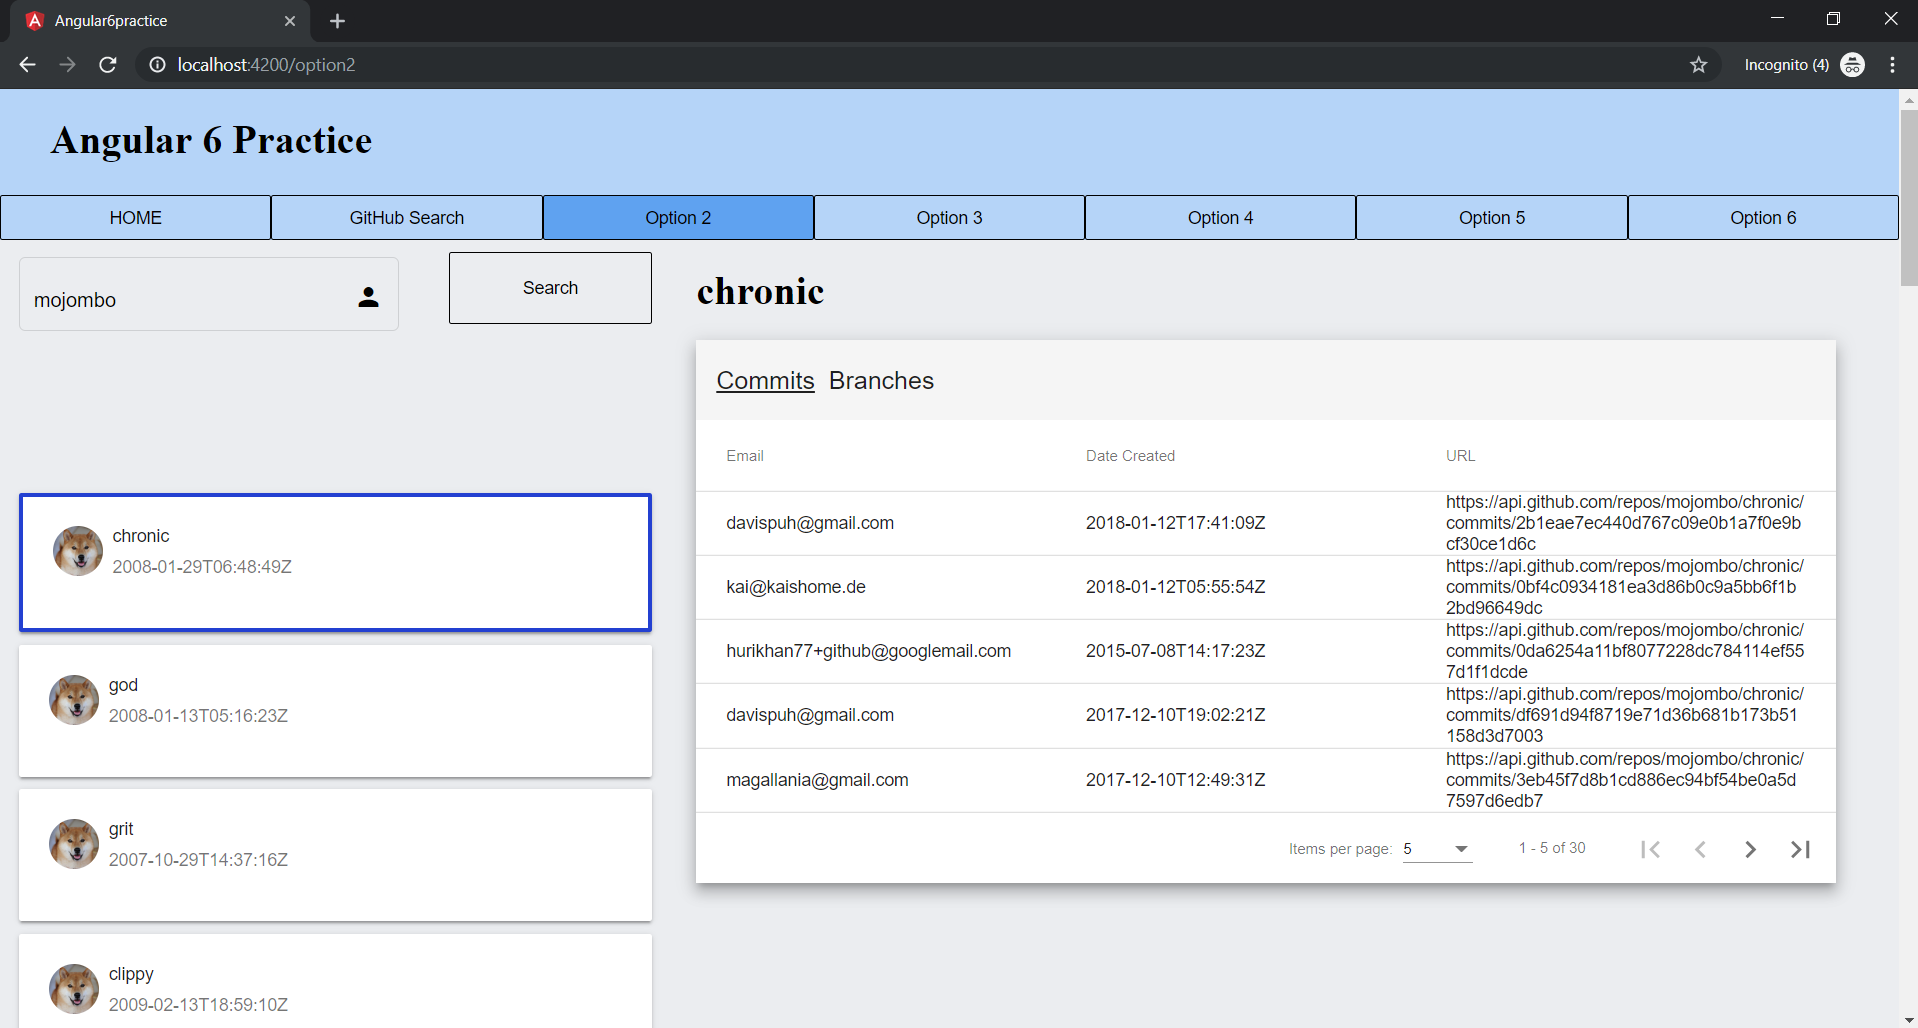 Angular6practice
localhost:4200/option2
Incognito (4)
Angular 6 Practice
HOME
GitHub Search
Option 2
Option 3
Option 4
Option 5
Option 6
mojombo
Search
chronic
2008-01-29T06:48:49Z
god
2008-01-13T05:16:23Z
grit
2007-10-29T14:37:16Z
clippy
2009-02-13T18:59:10Z
chronic
Commits Branches
Email Date Created URL
davispuh@gmail.com 2018-01-12T17:41:09Z https://api.github.com/repos/mojombo/chronic/
commits/2b1eae7ec440d767c09e0b1a7f0e9b
cf30ce1d6c
kai@kaishome.de 2018-01-12T05:55:54Z https://api.github.com/repos/mojombo/chronic/
commits/0bf4c0934181ea3d86b0c9a5bb6f1b
2bd96649dc
hurikhan77+github@googlemail.com 2015-07-08T14:17:23Z https://api.github.com/repos/mojombo/chronic/
commits/0da6254a11bf8077228dc784114ef55
7d1f1dcde
davispuh@gmail.com 2017-12-10T19:02:21Z https://api.github.com/repos/mojombo/chronic/
commits/df691d94f8719e71d36b681b173b51
158d3d7003
magallania@gmail.com 2017-12-10T12:49:31Z https://api.github.com/repos/mojombo/chronic/
commits/3eb45f7d8b1cd886ec94bf54be0a5d
7597d6edb7
Items per page: 5 1 - 5 of 30